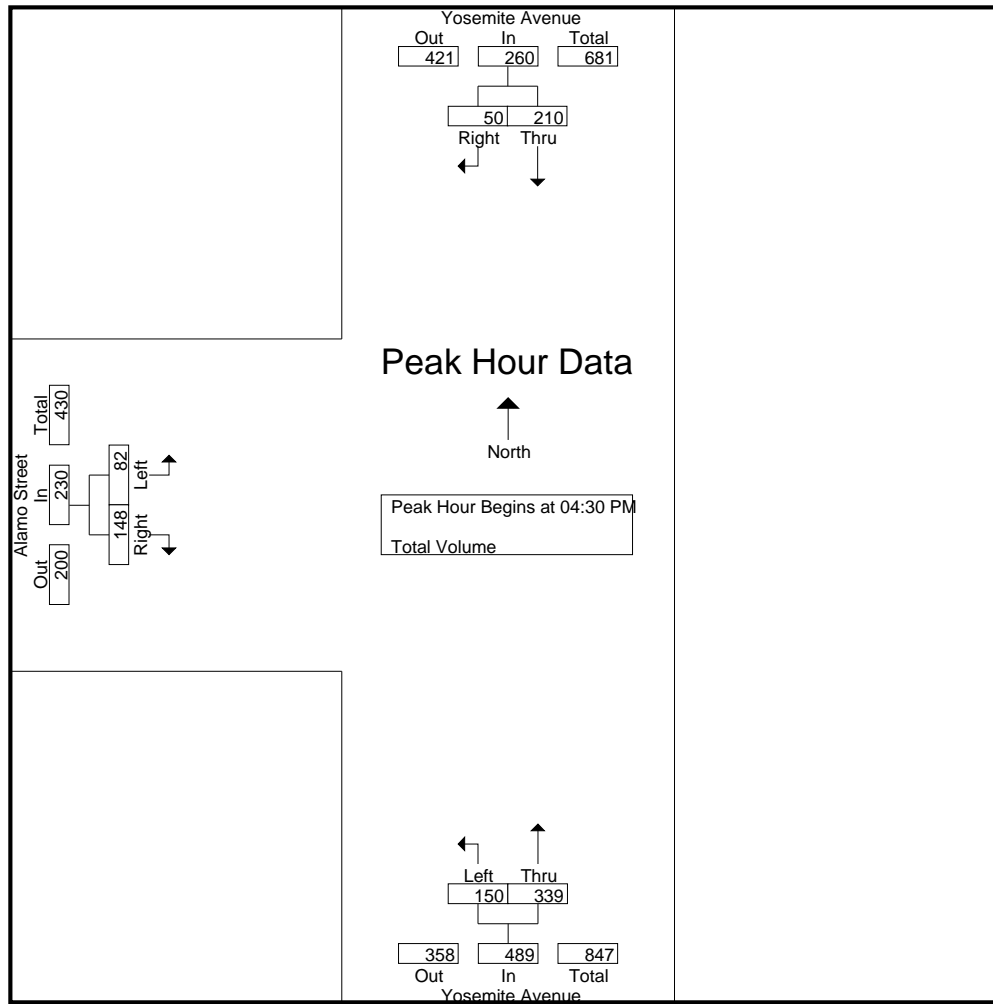 Yosemite Avenue
Out In Total
421 260 681
50 210
Right Thru
Peak Hour Data
North
Peak Hour Begins at 04:30 PM
Total Volume
Alamo Street
Out In Total
200 230 430
148 82
Right Left
Left Thru
150 339
358 489 847
Out In Total
Yosemite Avenue